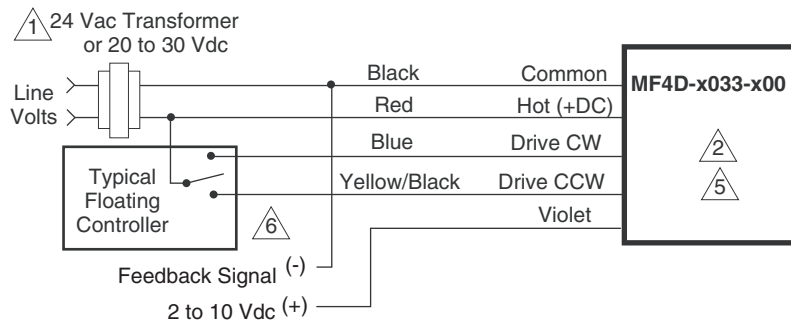 1 24 Vac Transformer
or 20 to 30 Vdc
Line
Volts
Black
Common
Red
Hot (+DC)
Blue
Drive CW
Yellow/Black
Drive CCW
Violet
MF4D-x033-x00
2
5
Typical
Floating
Controller
6
Feedback Signal (-)
2 to 10 Vdc (+)